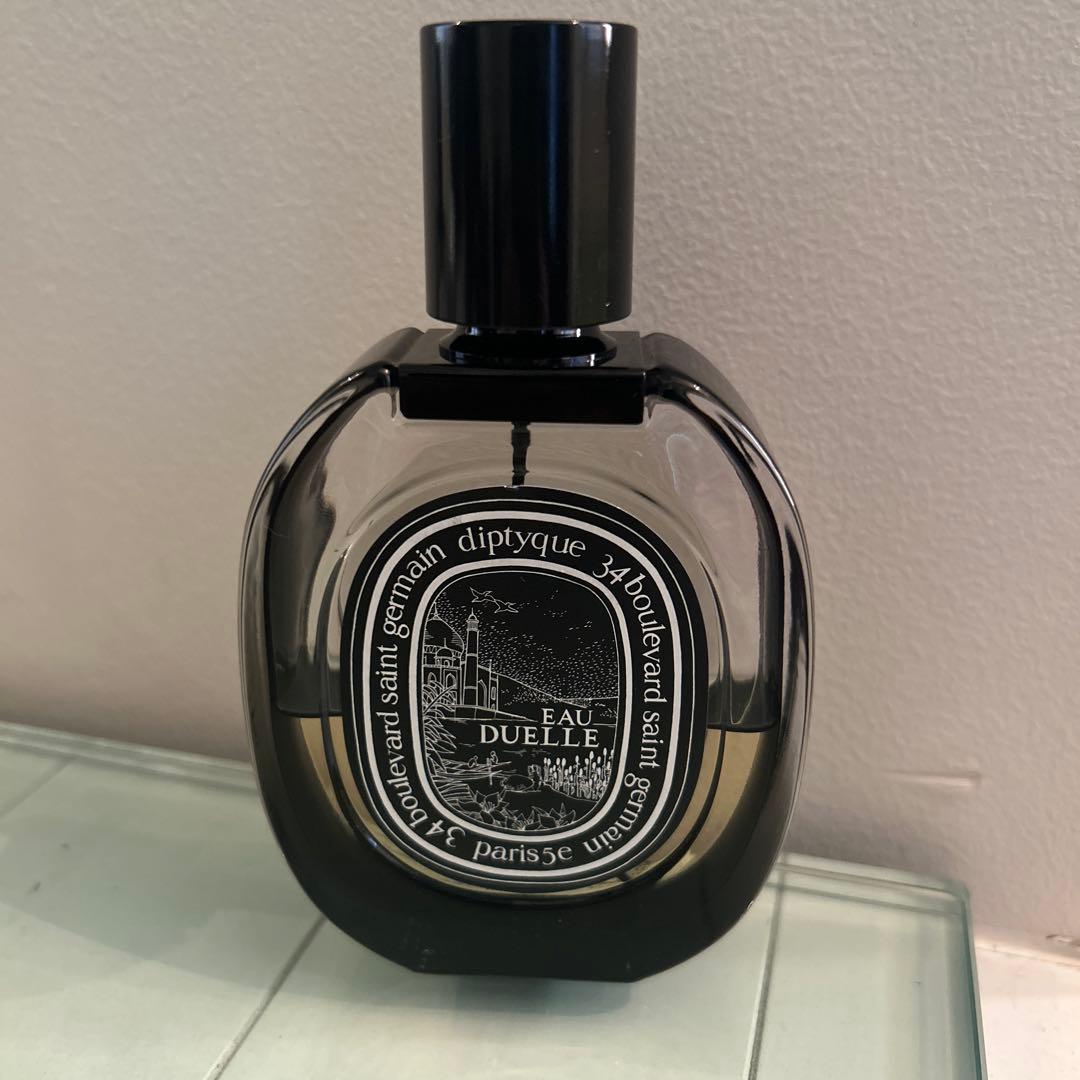 diptyque 34 boulevard saint germain
paris 5e
34 boulevard saint germain
EAU
DUELLE